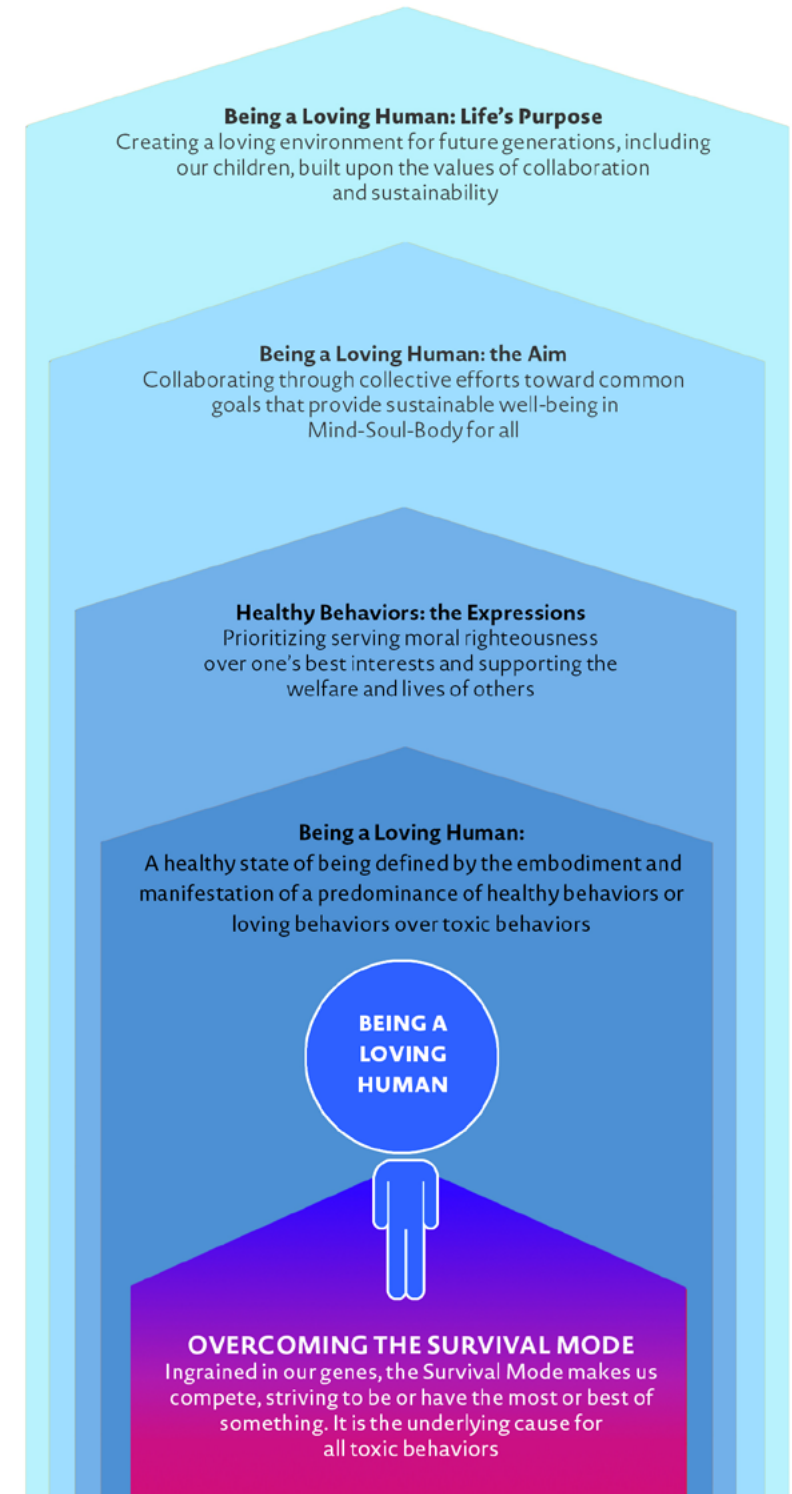 Being a Loving Human: Life’s Purpose
Creating a loving environment for future generations, including
our children, built upon the values of collaboration
and sustainability
Being a Loving Human: the Aim
Collaborating through collective efforts toward common
goals that provide sustainable well-being in
Mind-Soul-Body for all
Healthy Behaviors: the Expressions
Prioritizing serving moral righteousness
over one’s best interests and supporting the
welfare and lives of others
Being a Loving Human:
A healthy state of being defined by the embodiment and
manifestation of a predominance of healthy behaviors or
loving behaviors over toxic behaviors
BEING A
LOVING
HUMAN
OVERCOMING THE SURVIVAL MODE
Ingrained in our genes, the Survival Mode makes us
compete, striving to be or have the most or best of
something. It is the underlying cause for
all toxic behaviors